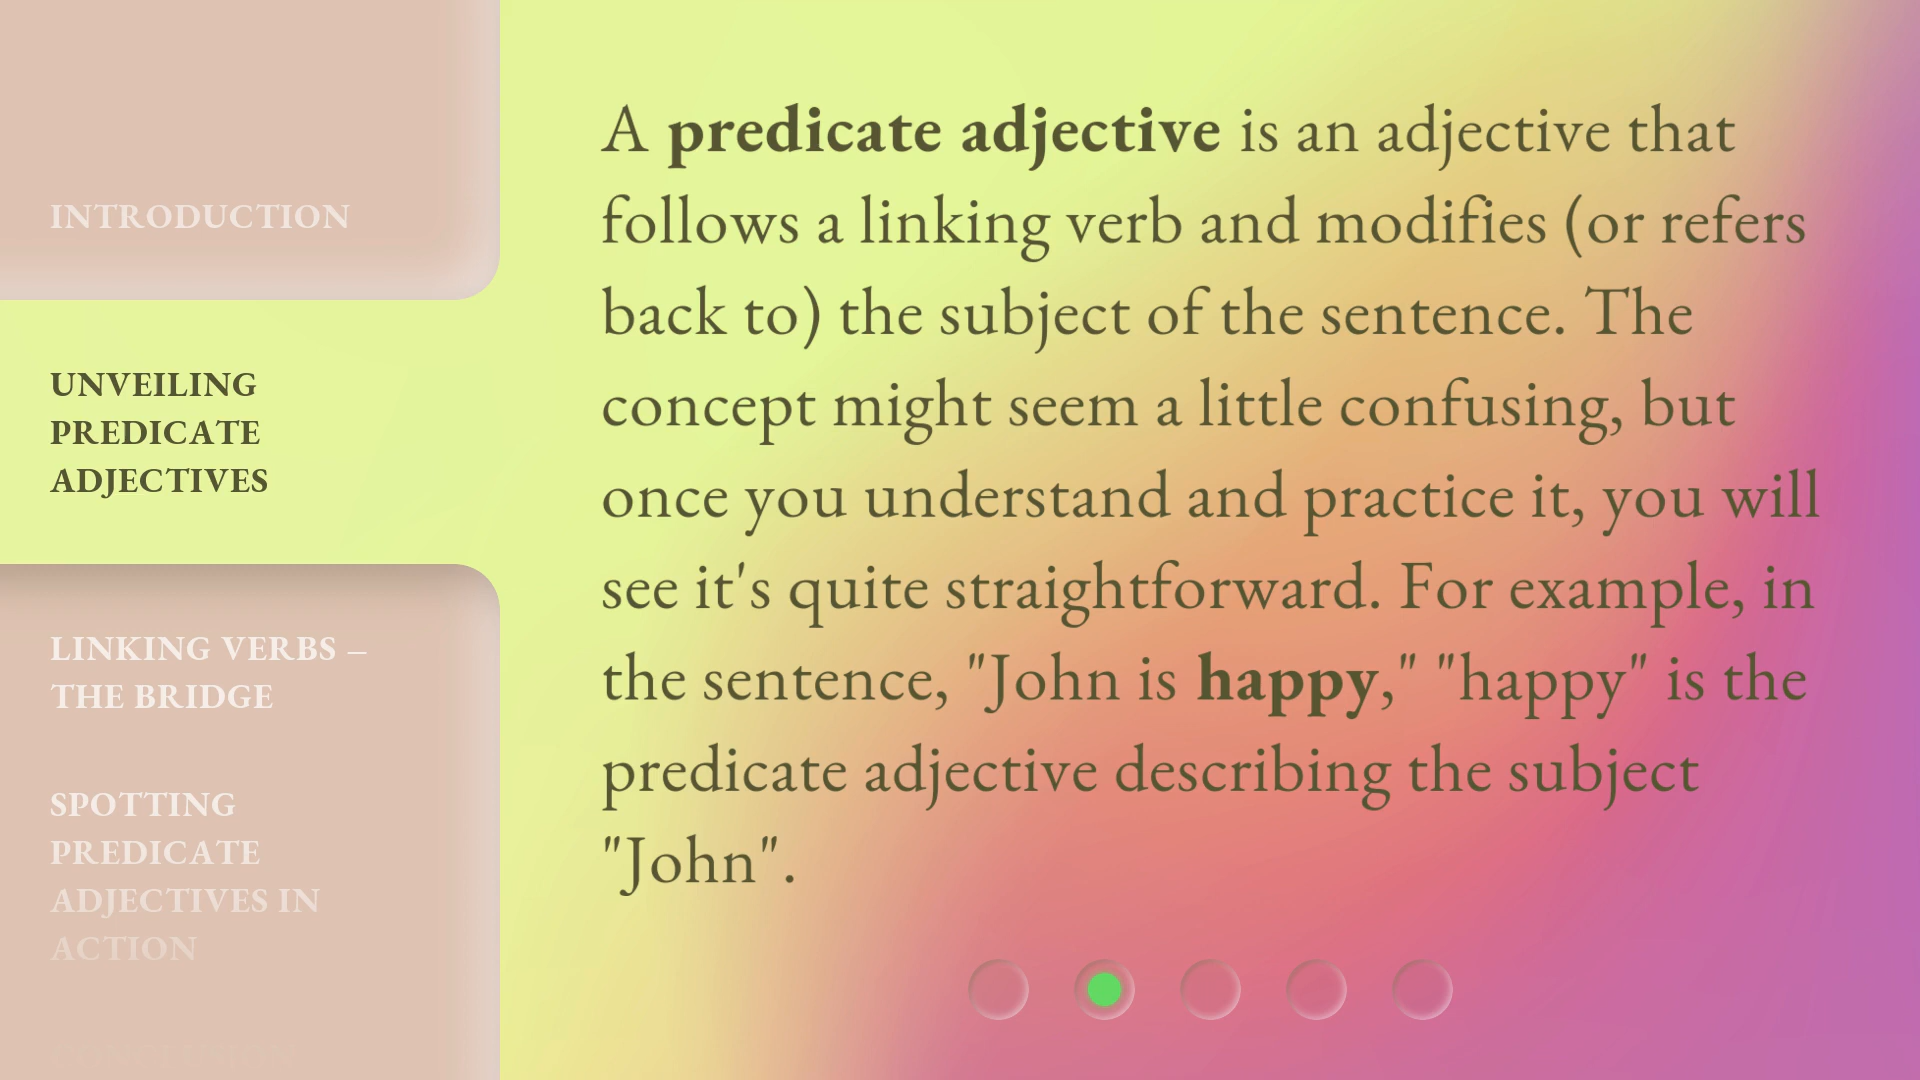 INTRODUCTION
UNVEILING
PREDICATE
ADJECTIVES
LINKING VERBS –
THE BRIDGE
SPOTTING
PREDICATE
ADJECTIVES IN
ACTION
A predicate adjective is an adjective that
follows a linking verb and modifies (or refers
back to) the subject of the sentence. The
concept might seem a little confusing, but
once you understand and practice it, you will
see it's quite straightforward. For example, in
the sentence, "John is happy," "happy" is the
predicate adjective describing the subject
"John".